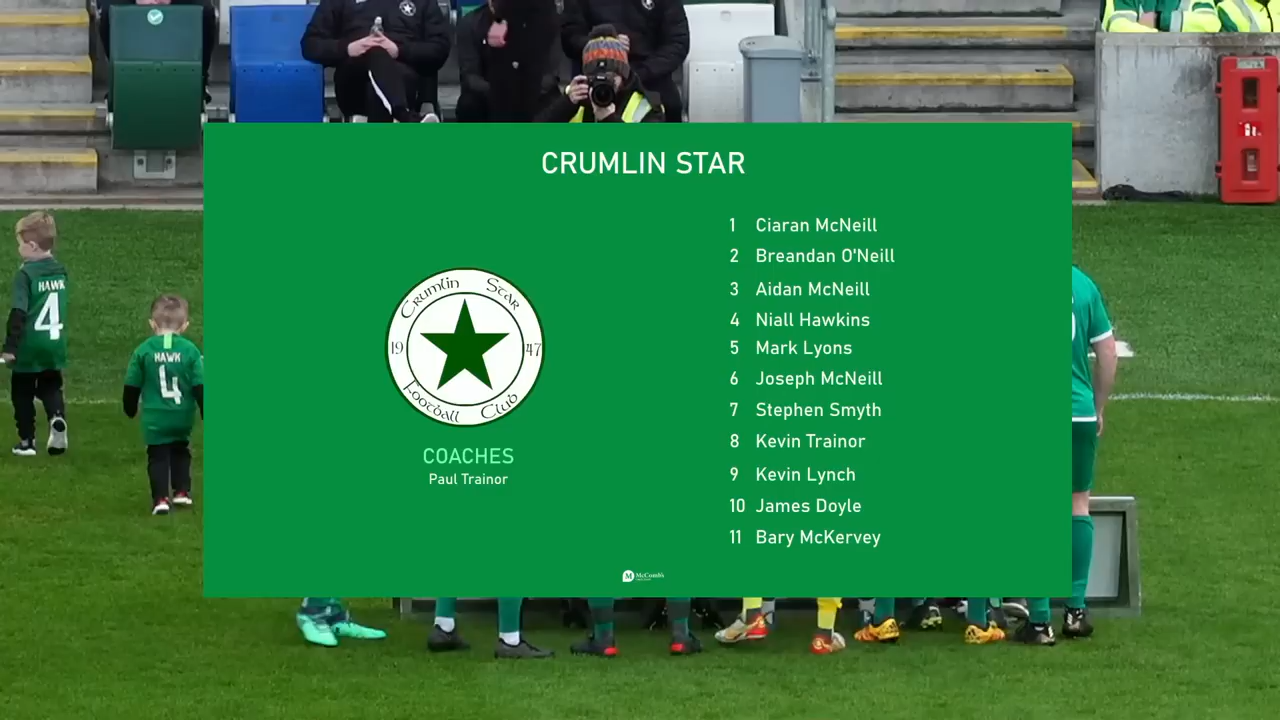 CRUMLIN STAR
1 Ciaran McNeill
2 Breandan O'Neill
3 Aidan McNeill
4 Niall Hawkins
5 Mark Lyons
6 Joseph McNeill
7 Stephen Smyth
8 Kevin Trainor
9 Kevin Lynch
10 James Doyle
11 Bary McKervey
Crumlin Star
19 47
Football Club
COACHES
Paul Trainor
M McComb's
HAWK
4
HAWK
4